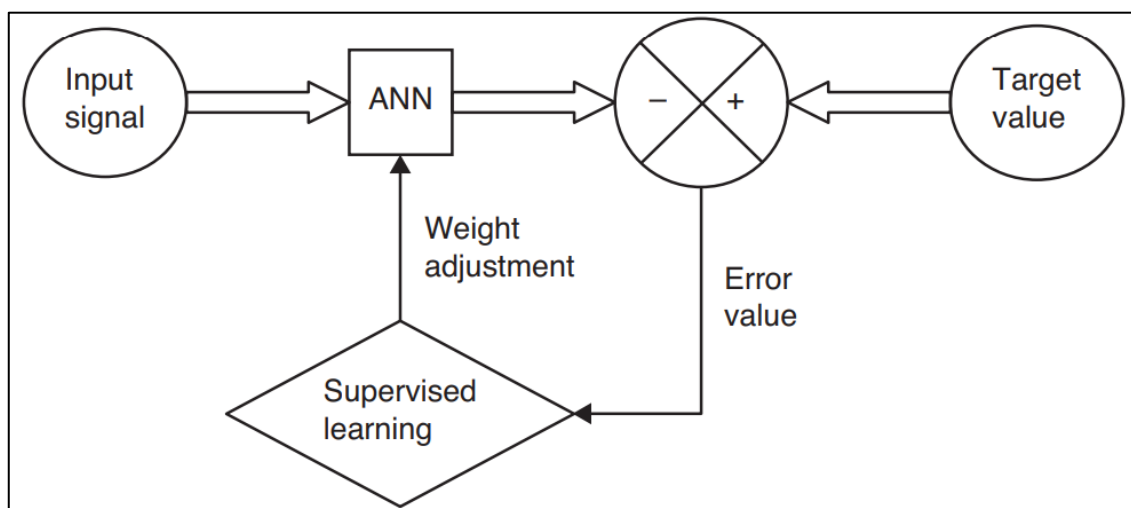 Input
signal
ANN
− +
Target
value
Weight
adjustment
Error
value
Supervised
learning